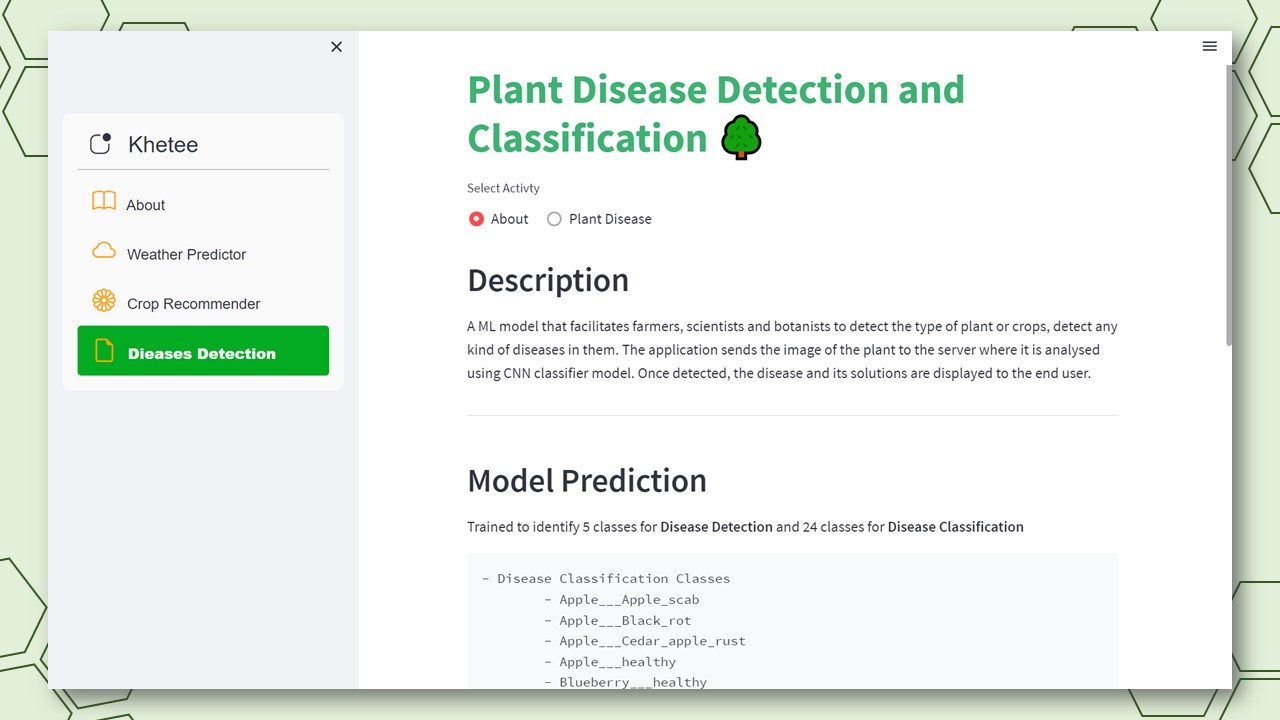 Khetee
About
Weather Predictor
Crop Recommender
Dieases Detection
Plant Disease Detection and
Classification
Select Activty
About Plant Disease
Description
A ML model that facilitates farmers, scientists and botanists to detect the type of plant or crops, detect any
kind of diseases in them. The application sends the image of the plant to the server where it is analysed
using CNN classifier model. Once detected, the disease and its solutions are displayed to the end user.
Model Prediction
Trained to identify 5 classes for Disease Detection and 24 classes for Disease Classification
- Disease Classification Classes
- Apple___Apple_scab
- Apple___Black_rot
- Apple___Cedar_apple_rust
- Apple___healthy
- Blueberry___healthy